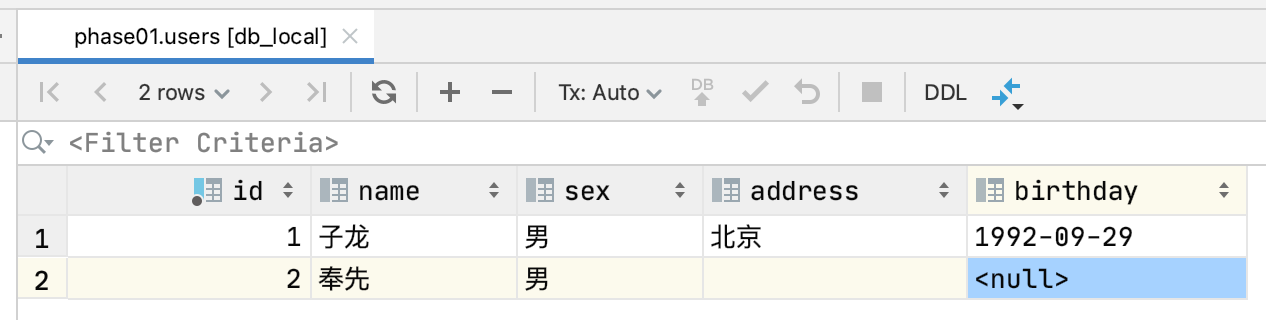 phase01.users [db_local]
2 rows Tx: Auto DB DDL
<Filter Criteria>
id name sex address birthday
1 1 子龙 男 北京 1992-09-29
2 2 奉先 男 <null>